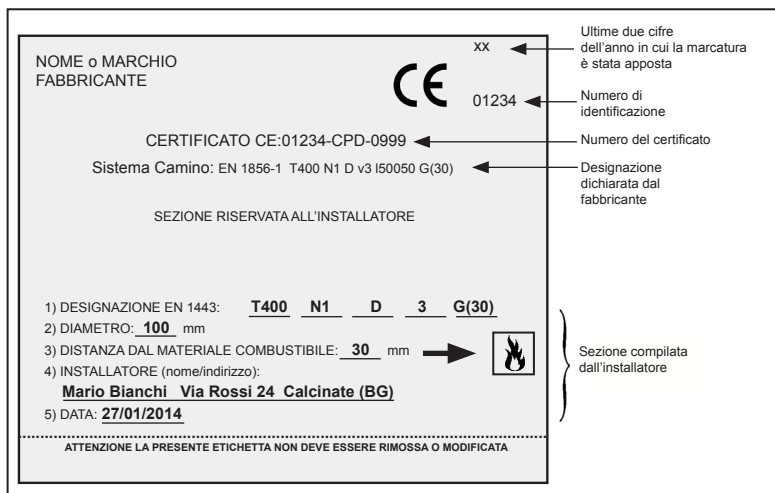 NOME o MARCHIO
FABBRICANTE
CE
xx
01234
CERTIFICATO CE:01234-CPD-0999
Sistema Camino: EN 1856-1 T400 N1 D v3 I50050 G(30)
SEZIONE RISERVATA ALL'INSTALLATORE
1) DESIGNAZIONE EN 1443: T400 N1 D 3 G(30)
2) DIAMETRO: 100 mm
3) DISTANZA DAL MATERIALE COMBUSTIBILE: 30 mm
4) INSTALLATORE (nome/indirizzo):
Mario Bianchi Via Rossi 24 Calcinate (BG)
5) DATA: 27/01/2014
ATTENZIONE LA PRESENTE ETICHETTA NON DEVE ESSERE RIMOSSA O MODIFICATA
Ultime due cifre
dell'anno in cui la marcatura
è stata apposta
Numero di
identificazione
Numero del certificato
Designazione
dichiarata dal
fabbricante
Sezione compilata
dall'installatore